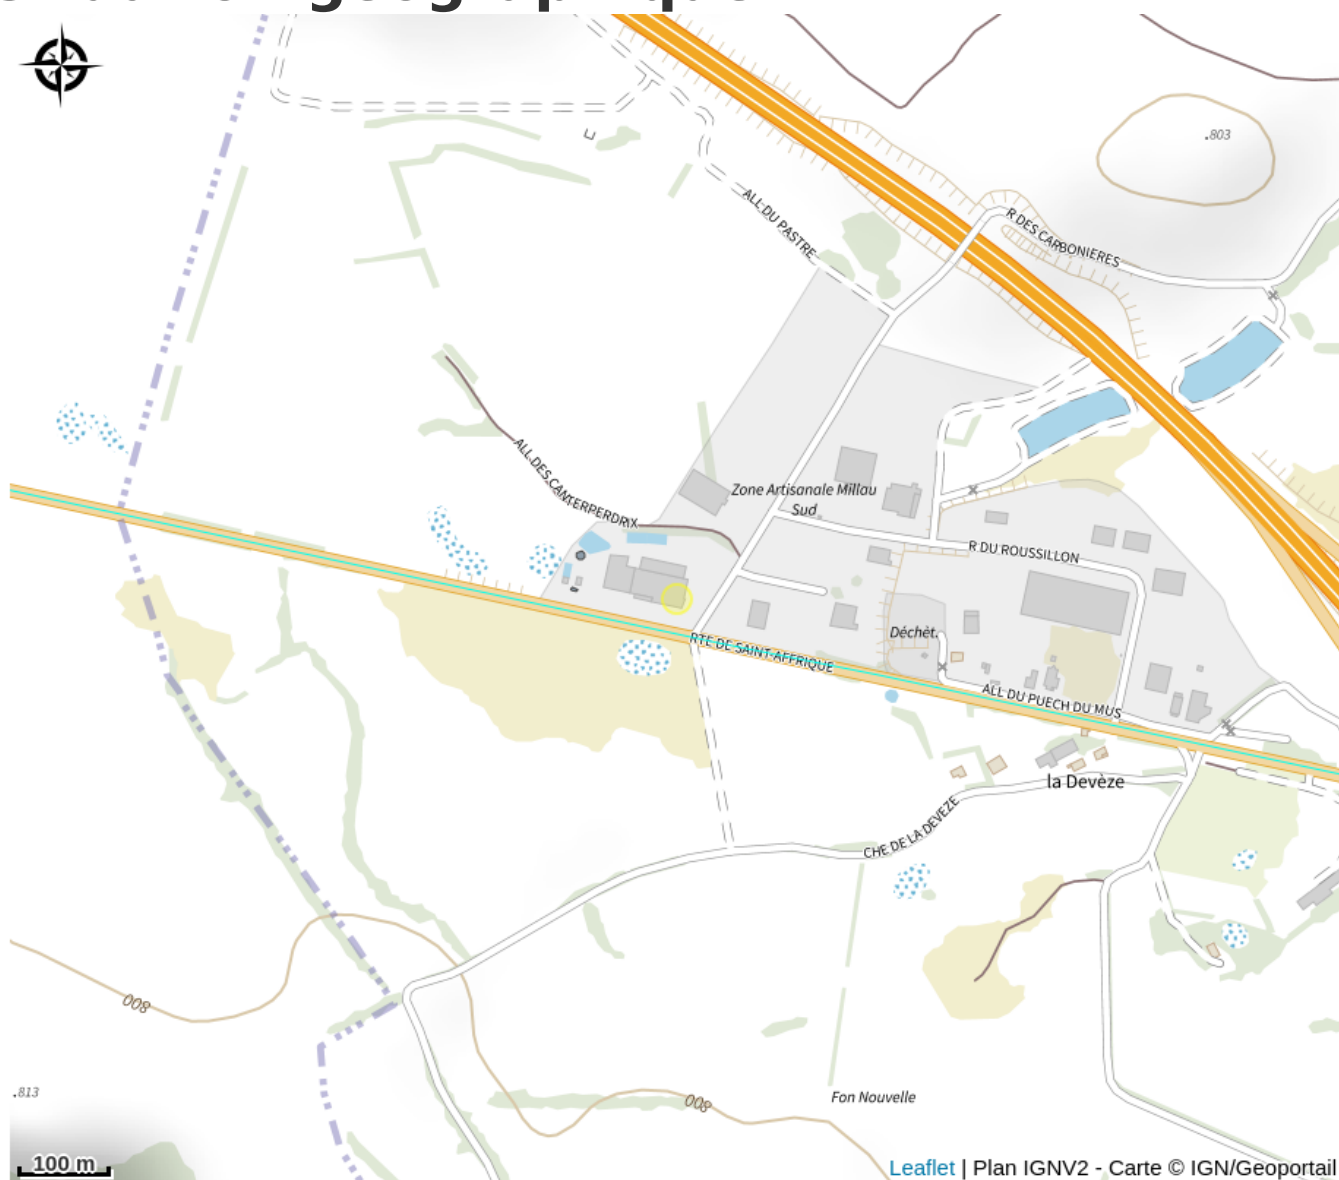 803
R DES CARBONIERES
ALL DU PASTRE
ALL DES CANTERPERDRIX
Zone Artisanale Millau
Sud
R DU ROUSSILLON
Déchèt.
RTE DE SAINT-AFFRIQUE
ALL DU PUECH DU MUS
la Devèze
CHE DE LA DEVEZE
800
813
800
Fon Nouvelle
100 m
Leaflet | Plan IGNV2 - Carte © IGN/Geoportail